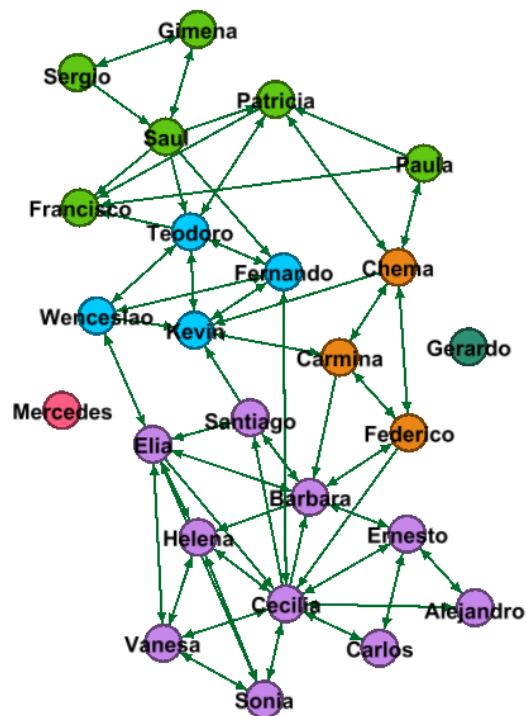 Gimena
Sergio
Patricia
Saul
Paula
Francisco
Teodoro
Fernando
Chema
Wenceslao
Kevin
Gerardo
Carmina
Mercedes
Santiago
Federico
Elia
Barbara
Helena
Ernesto
Cecilia
Alejandro
Vanesa
Carlos
Sonia